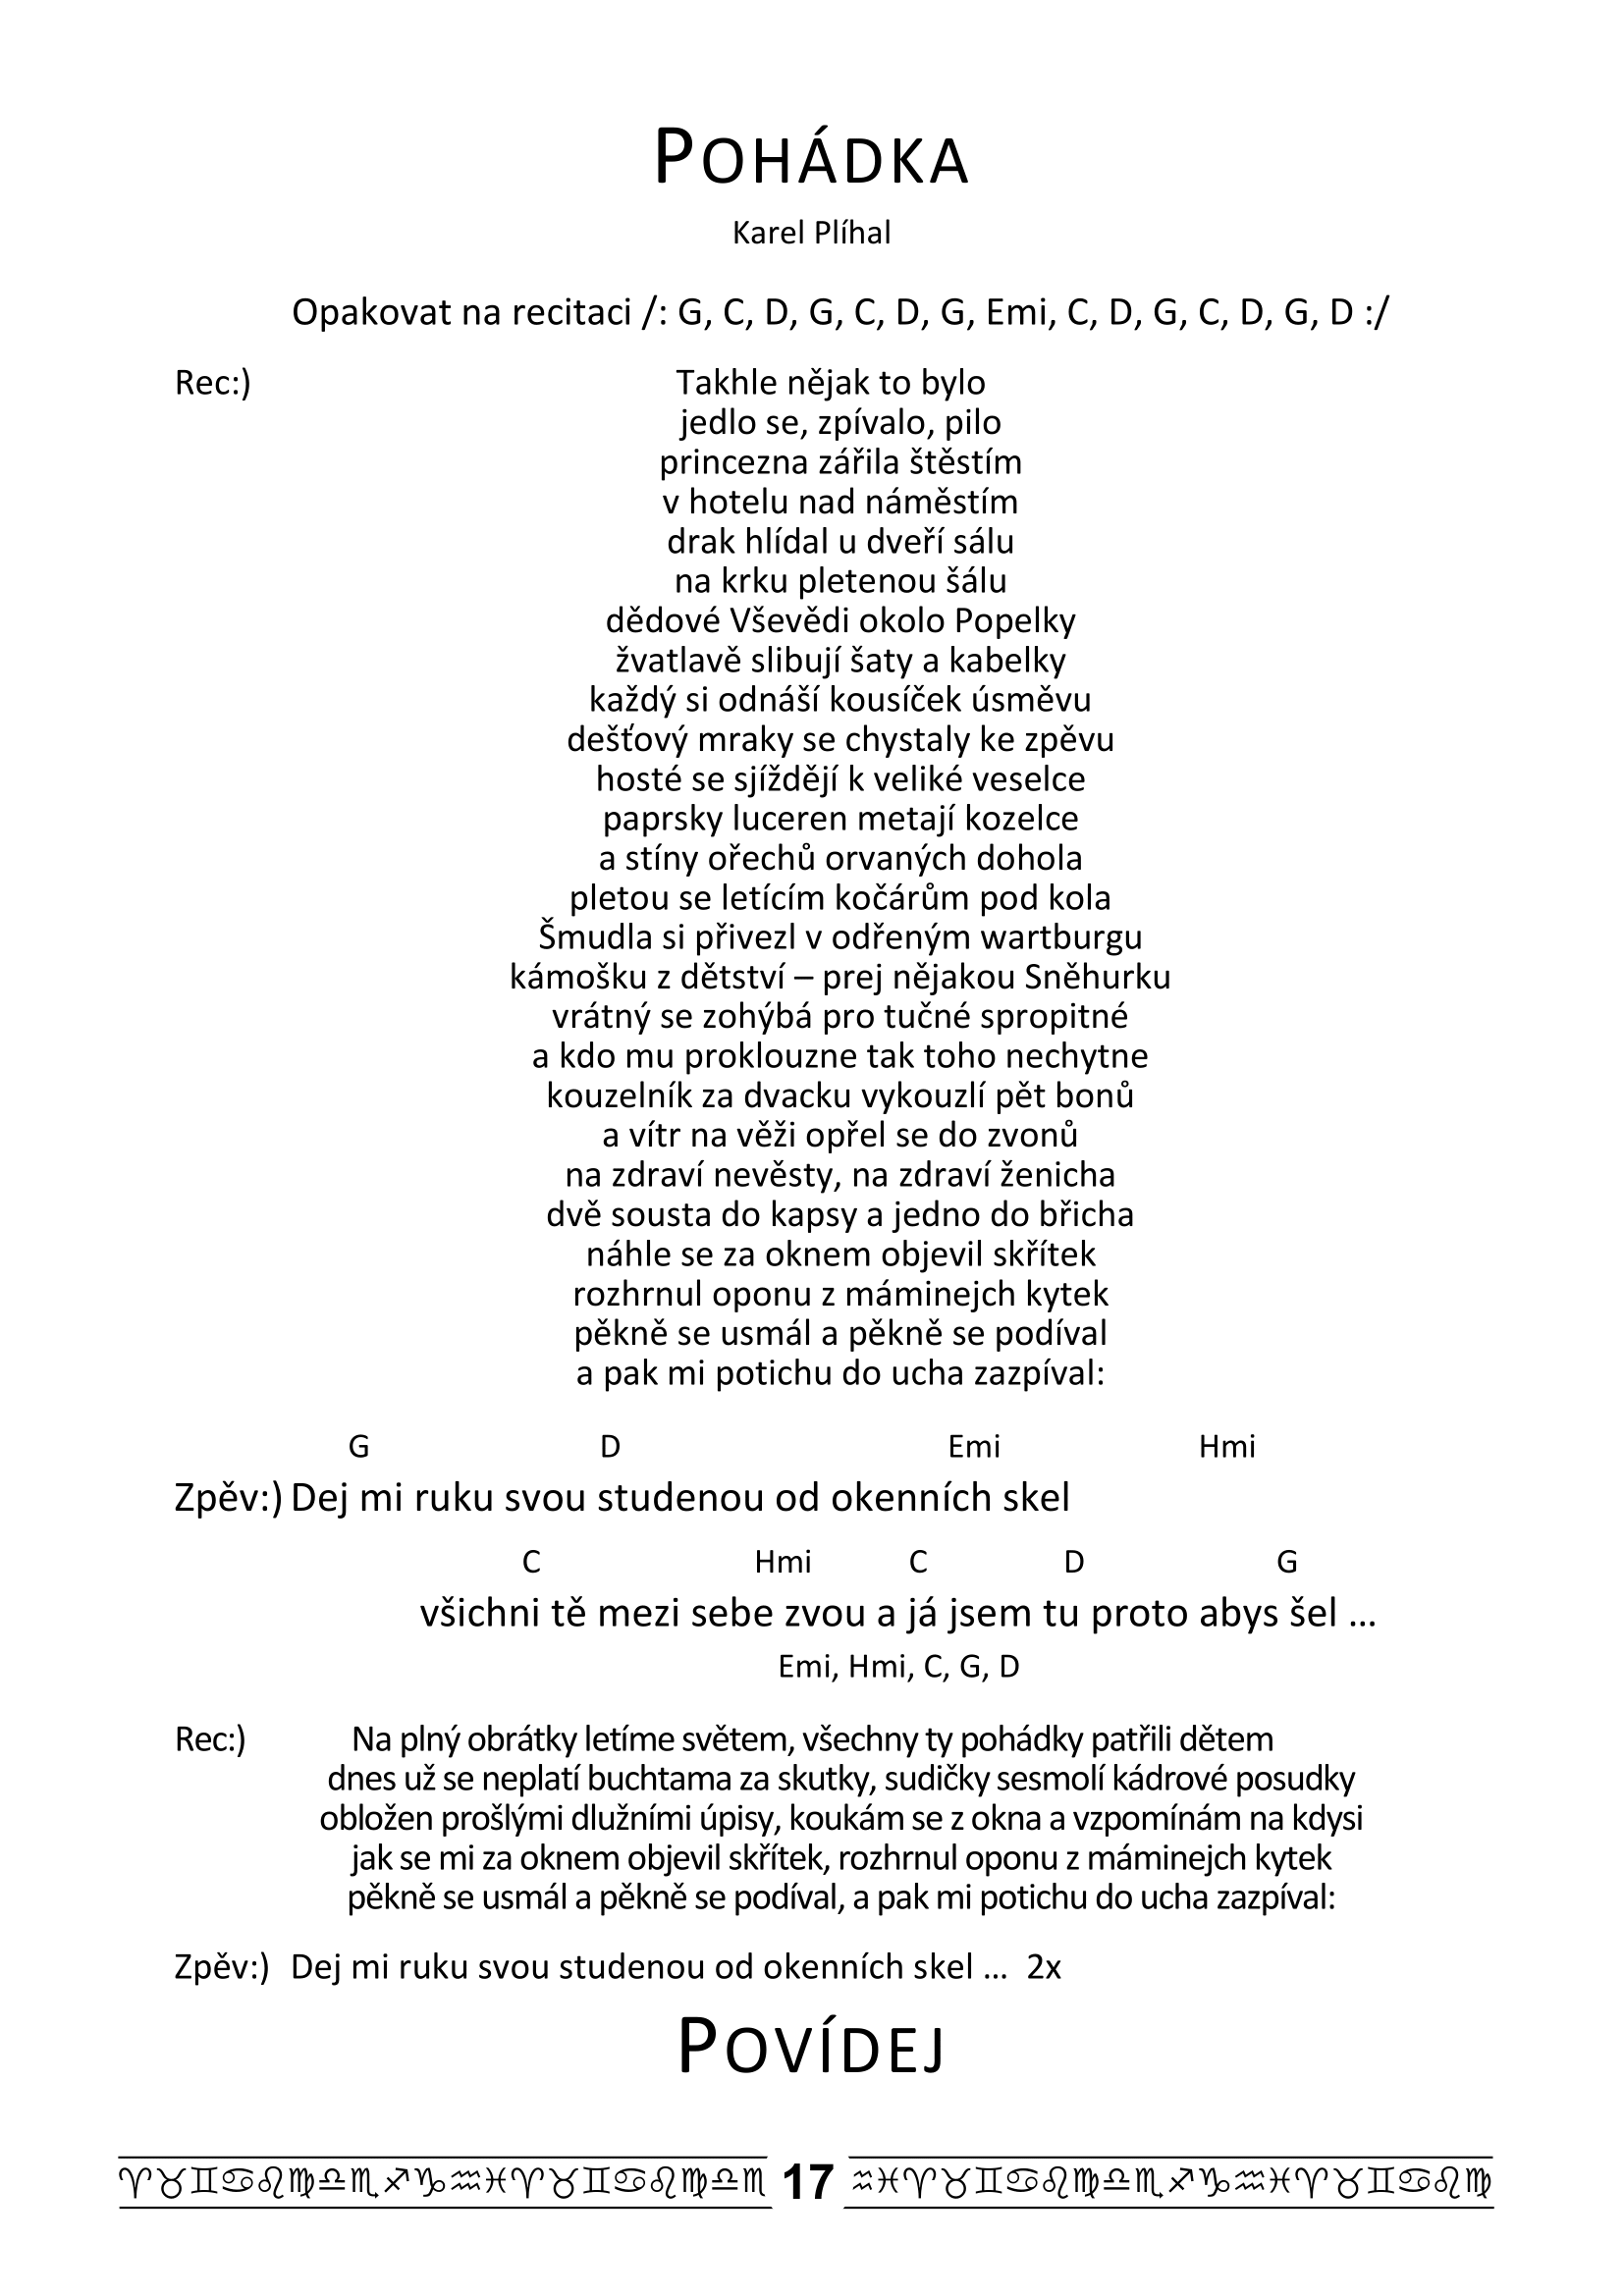 POHÁDKA
Karel Plíhal
Opakovat na recitaci /: G, C, D, G, C, D, G, Emi, C, D, G, C, D, G, D :/
Rec:) Takhle nějak to bylo
jedlo se, zpívalo, pilo
princezna zářila štěstím
v hotelu nad náměstím
drak hlídal u dveří sálu
na krku pletenou šálu
dědové Vševědi okolo Popelky
žvatlavě slibují šaty a kabelky
každý si odnáší kousíček úsměvu
dešťový mraky se chystaly ke zpěvu
hosté se sjíždějí k veliké veselce
paprsky luceren metají kozelce
a stíny ořechů orvaných dohola
pletou se letícím kočárům pod kola
Šmudla si přivezl v odřeným wartburgu
kámošku z dětství – prej nějakou Sněhurku
vrátný se zohýbá pro tučné spropitné
a kdo mu proklouzne tak toho nechytne
kouzelník za dvacku vykouzlí pět bonů
a vítr na věži opřel se do zvonů
na zdraví nevěsty, na zdraví ženicha
dvě sousta do kapsy a jedno do břicha
náhle se za oknem objevil skřítek
rozhrnul oponu z máminejch kytek
pěkně se usmál a pěkně se podíval
a pak mi potichu do ucha zazpíval:
G D Emi Hmi
Zpěv:) Dej mi ruku svou studenou od okenních skel
C Hmi C D G
všichni tě mezi sebe zvou a já jsem tu proto abys šel ...
Emi, Hmi, C, G, D
Rec:) Na plný obrátky letíme světem, všechny ty pohádky patřili dětem
dnes už se neplatí buchtama za skutky, sudičky sesmolí kádrové posudky
obložen prošlými dlužními úpisy, koukám se z okna a vzpomínám na kdysi
jak se mi za oknem objevil skřítek, rozhrnul oponu z máminejch kytek
pěkně se usmál a pěkně se podíval, a pak mi potichu do ucha zazpíval:
Zpěv:) Dej mi ruku svou studenou od okenních skel ... 2x
POVÍDEJ
♈♉♊♋♌♍♎♏♐♑♒♓♈♉♊♋♌♍♎♏ 17 ♒♓♈♉♊♋♌♍♎♏♐♑♒♓♈♉♊♋♌♍